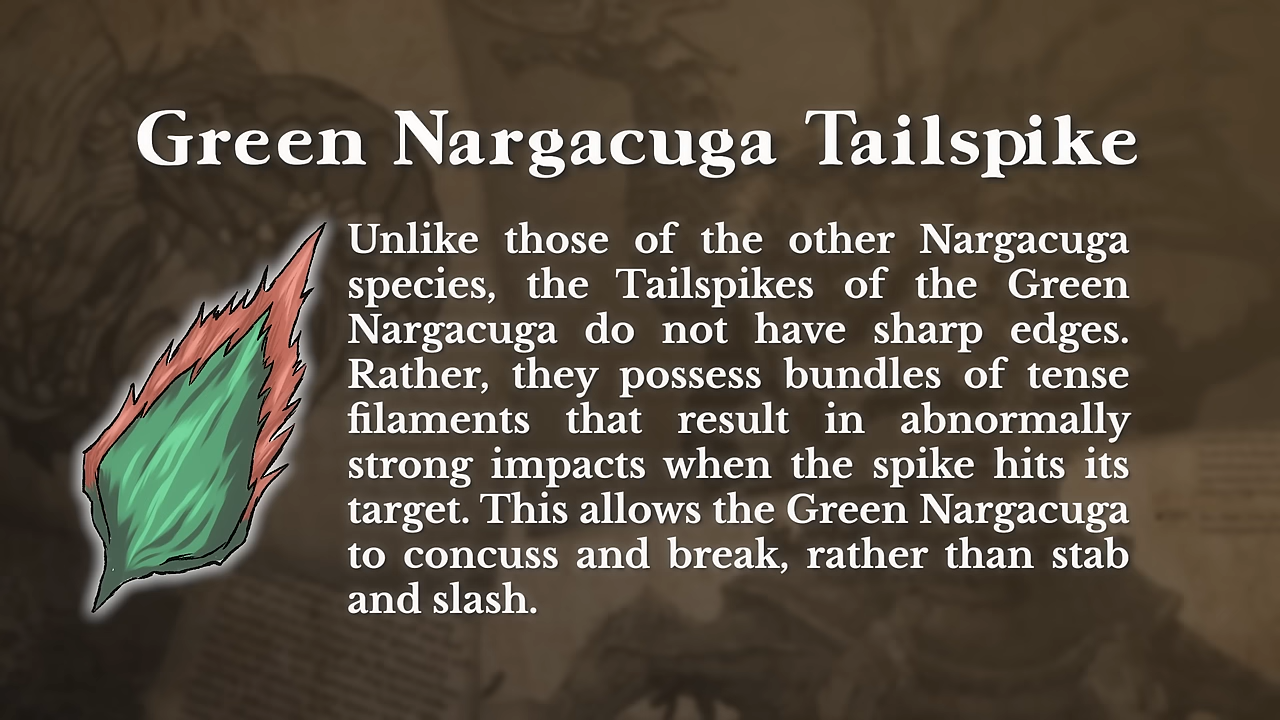 Green Nargacuga Tailspike
Unlike those of the other Nargacuga
species, the Tailspikes of the Green
Nargacuga do not have sharp edges.
Rather, they possess bundles of tense
filaments that result in abnormally
strong impacts when the spike hits its
target. This allows the Green Nargacuga
to concuss and break, rather than stab
and slash.